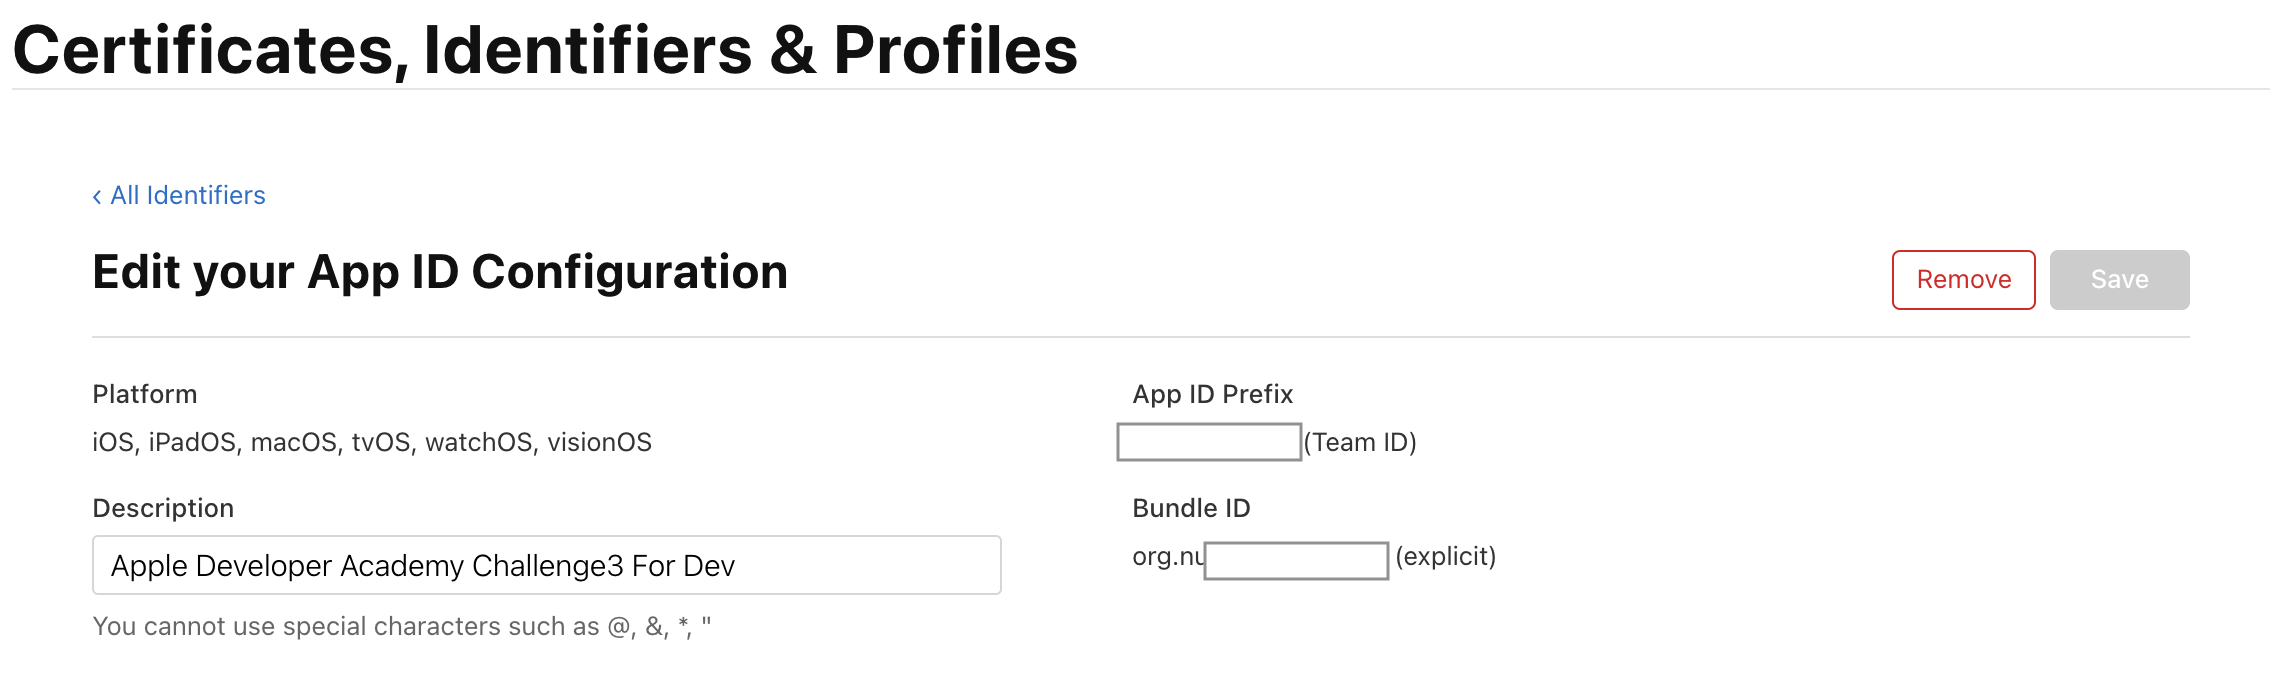 Certificates, Identifiers & Profiles
‹ All Identifiers
Edit your App ID Configuration
Remove
Save
Platform
iOS, iPadOS, macOS, tvOS, watchOS, visionOS
App ID Prefix
(Team ID)
Description
Apple Developer Academy Challenge3 For Dev
You cannot use special characters such as @, &, *, "
Bundle ID
org.nu (explicit)